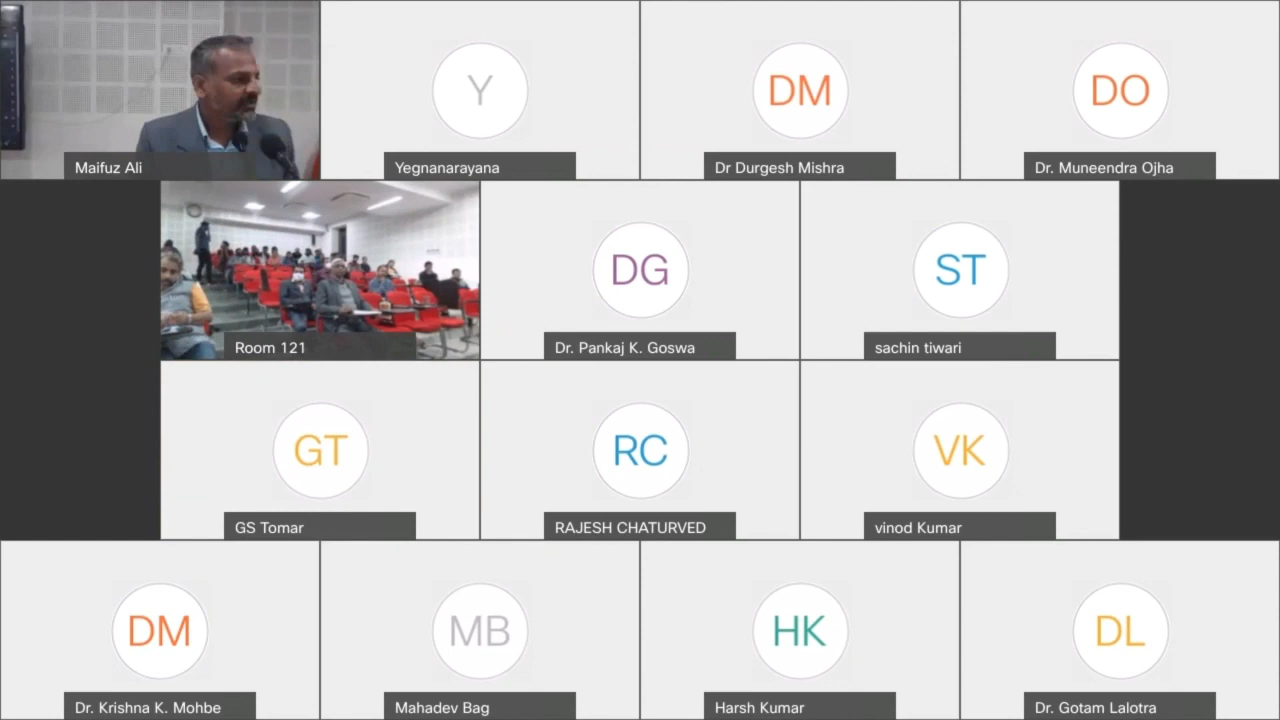 Maifuz Ali
Y
Yegnanarayana
DM
Dr Durgesh Mishra
DO
Dr. Muneendra Ojha
Room 121
DG
Dr. Pankaj K. Goswa
ST
sachin tiwari
GT
GS Tomar
RC
RAJESH CHATURVED
VK
vinod Kumar
DM
Dr. Krishna K. Mohbe
MB
Mahadev Bag
HK
Harsh Kumar
DL
Dr. Gotam Lalotra